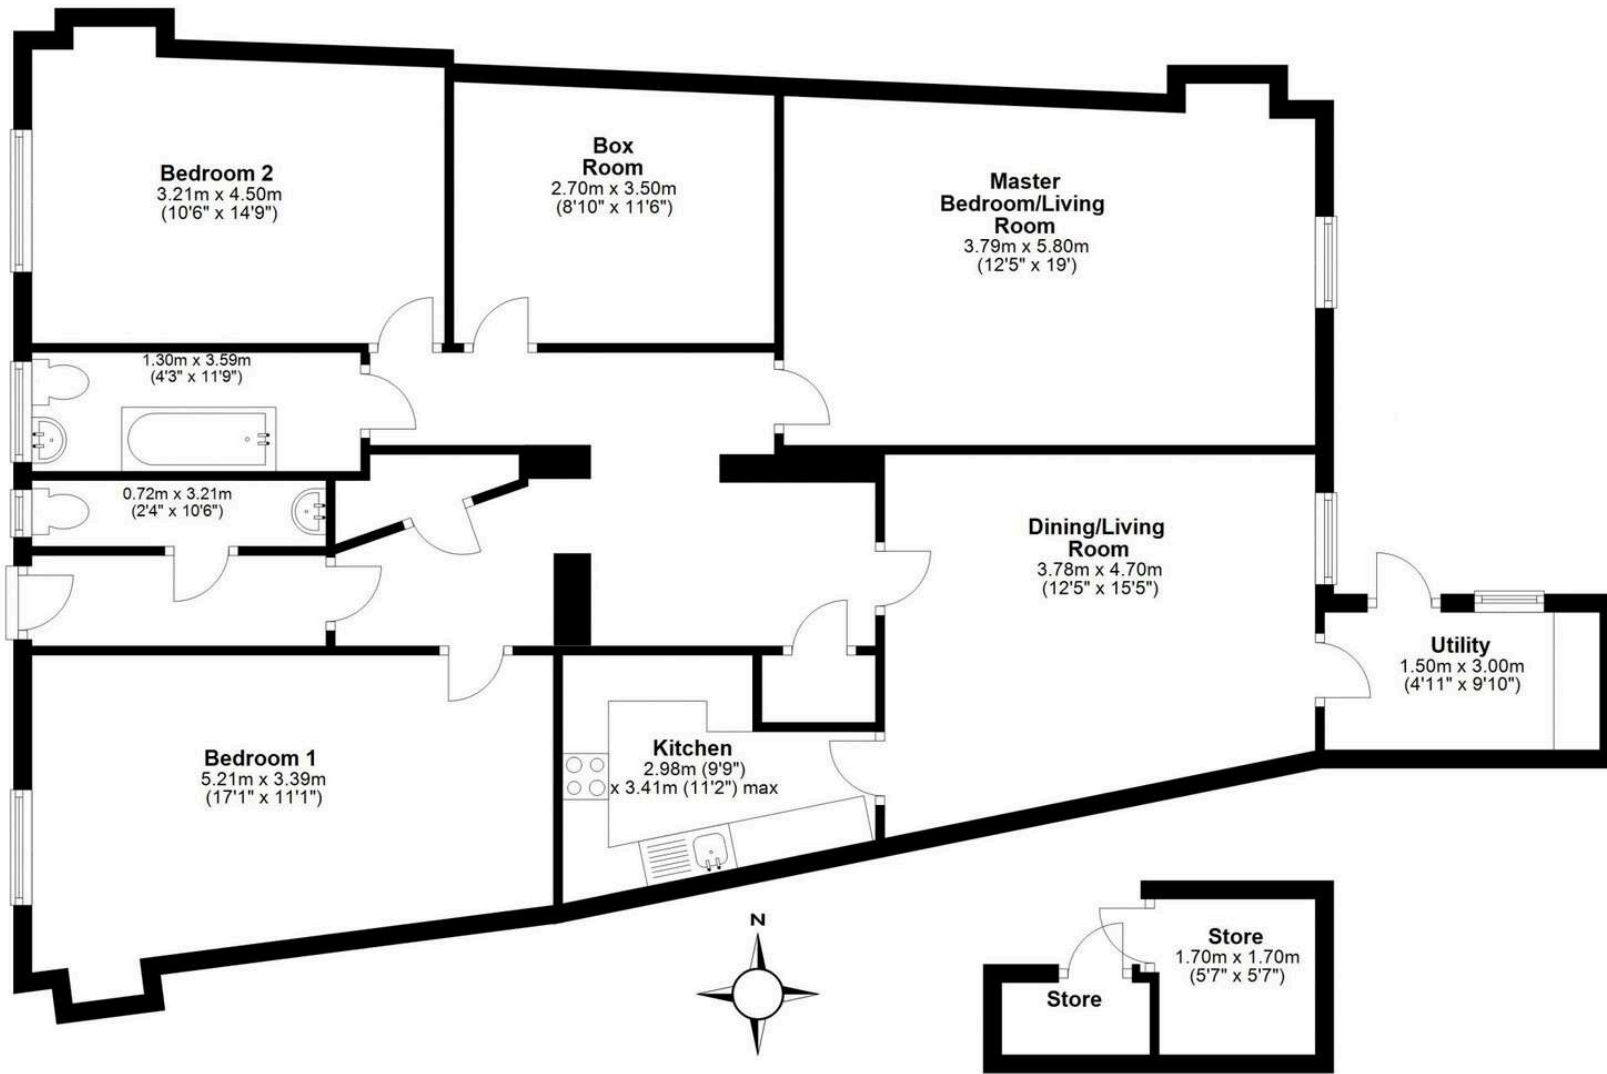 Bedroom 2
3.21m x 4.50m
(10'6" x 14'9")
Box
Room
2.70m x 3.50m
(8'10" x 11'6")
Master
Bedroom/Living
Room
3.79m x 5.80m
(12'5" x 19')
1.30m x 3.59m
(4'3" x 11'9")
0.72m x 3.21m
(2'4" x 10'6")
Dining/Living
Room
3.78m x 4.70m
(12'5" x 15'5")
Utility
1.50m x 3.00m
(4'11" x 9'10")
Bedroom 1
5.21m x 3.39m
(17'1" x 11'1")
Kitchen
2.98m (9'9")
x 3.41m (11'2") max
N
Store
1.70m x 1.70m
(5'7" x 5'7")
Store